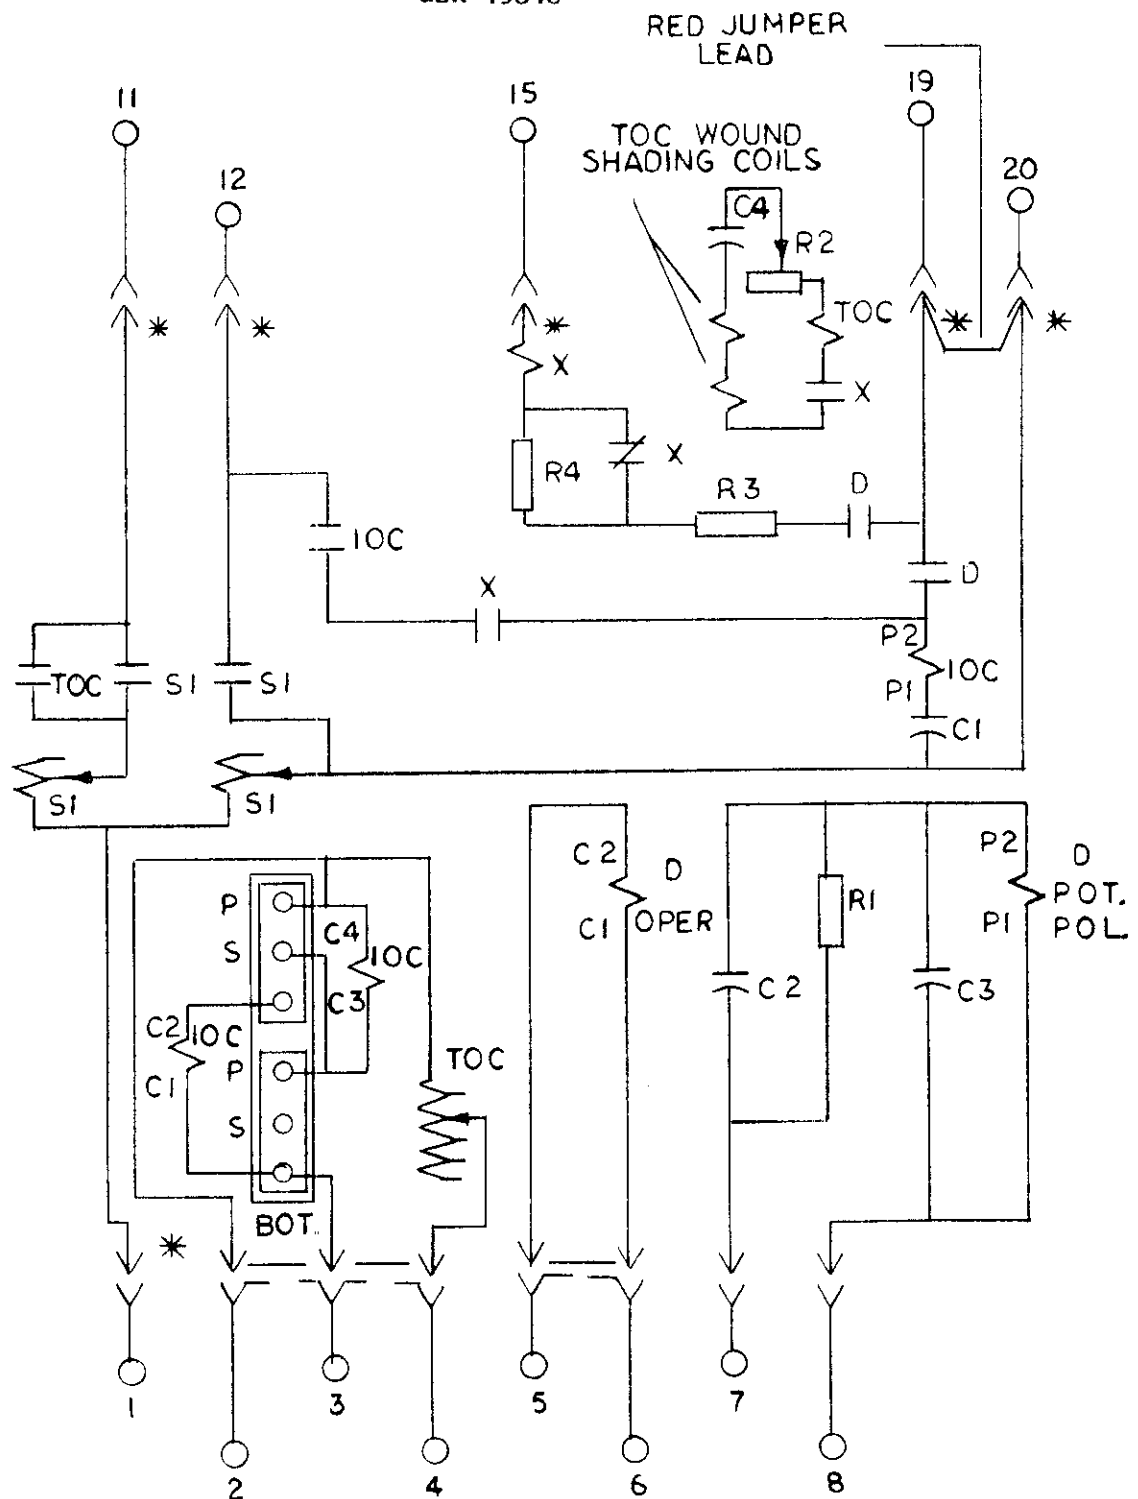 RED JUMPER
LEAD
11
15
19
TOC WOUND
SHADING COILS
12
20
C4
R2
TOC
*
*
*
*
*
X
X
R4
X
R3
D
IOC
D
X
P2
IOC
P1
TOC
S1
S1
C1
S1
S1
P
C2
D
P2
D
C4
R1
POT.
S
IOC
C1
OPER
P1
POL.
C3
C2
C3
C2
IOC
TOC
C1
P
S
BOT.
*
1
3
5
7
2
4
6
8